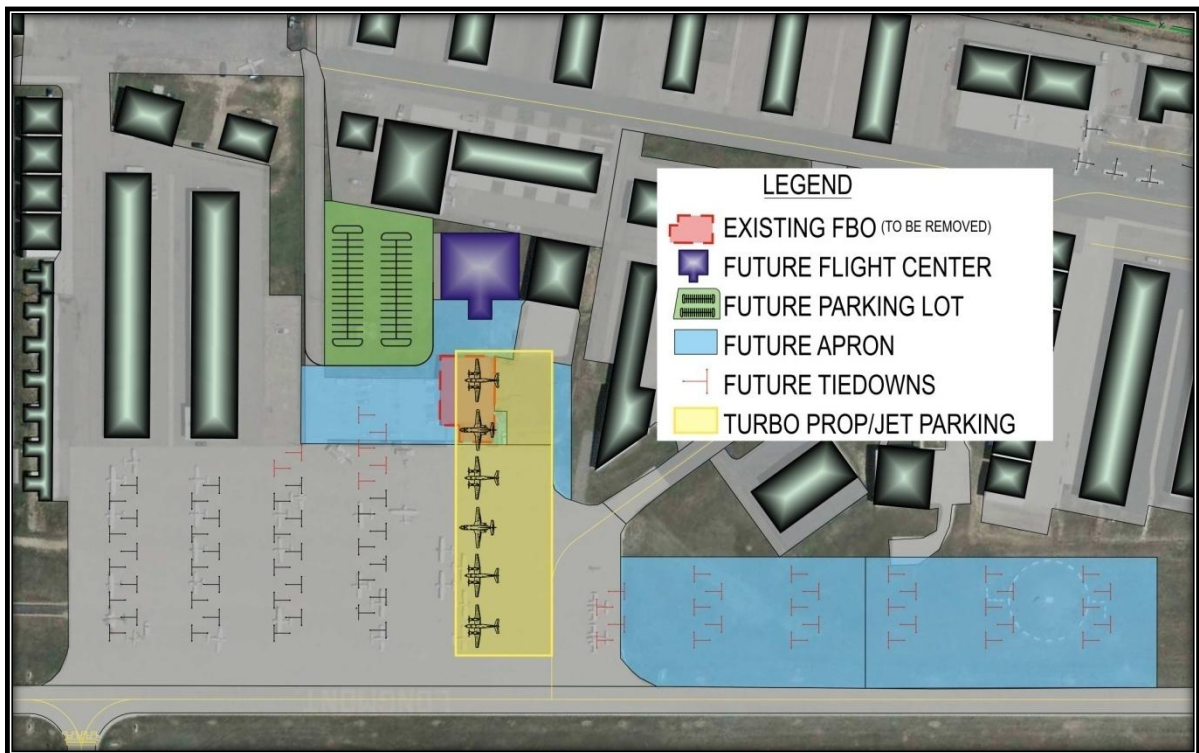 LEGEND
EXISTING FBO (TO BE REMOVED)
FUTURE FLIGHT CENTER
FUTURE PARKING LOT
FUTURE APRON
FUTURE TIEDOWNS
TURBO PROP/JET PARKING
LONGMONT